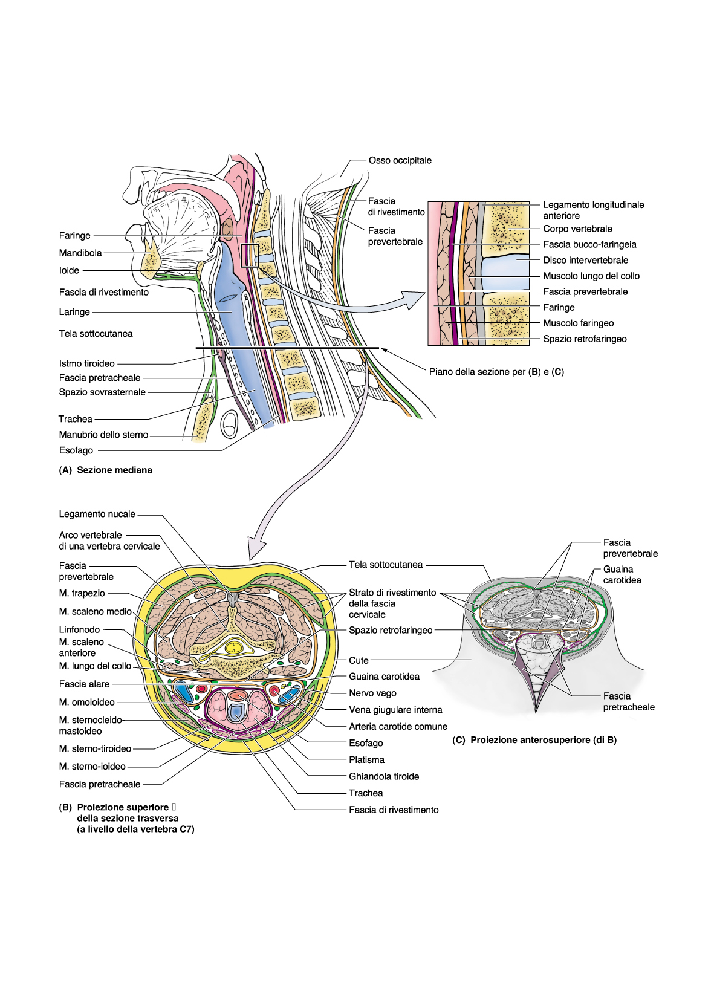 Osso occipitale
Fascia
di rivestimento
Fascia
prevertebrale
Faringe
Mandibola
Ioide
Fascia di rivestimento
Laringe
Tela sottocutanea
Istmo tiroideo
Fascia pretracheale
Spazio sovrasternale
Trachea
Manubrio dello sterno
Esofago
(A) Sezione mediana
Legamento longitudinale
anteriore
Corpo vertebrale
Fascia bucco-faringeia
Disco intervertebrale
Muscolo lungo del collo
Fascia prevertebrale
Faringe
Muscolo faringeo
Spazio retrofaringeo
Piano della sezione per (B) e (C)
Legamento nucale
Arco vertebrale
di una vertebra cervicale
Fascia
prevertebrale
M. trapezio
M. scaleno medio
Linfonodo
M. scaleno
anteriore
M. lungo del collo
Fascia alare
M. omoioideo
M. sternocleido-
mastoideo
M. sterno-tiroideo
M. sterno-ioideo
Fascia pretracheale
(B) Proiezione superiore
della sezione trasversa
(a livello della vertebra C7)
Tela sottocutanea
Strato di rivestimento
della fascia
cervicale
Spazio retrofaringeo
Cute
Guaina carotidea
Nervo vago
Vena giugulare interna
Arteria carotide comune
Esofago
Platisma
Ghiandola tiroide
Trachea
Fascia di rivestimento
Fascia
prevertebrale
Guaina
carotidea
Fascia
pretracheale
(C) Proiezione anterosuperiore (di B)